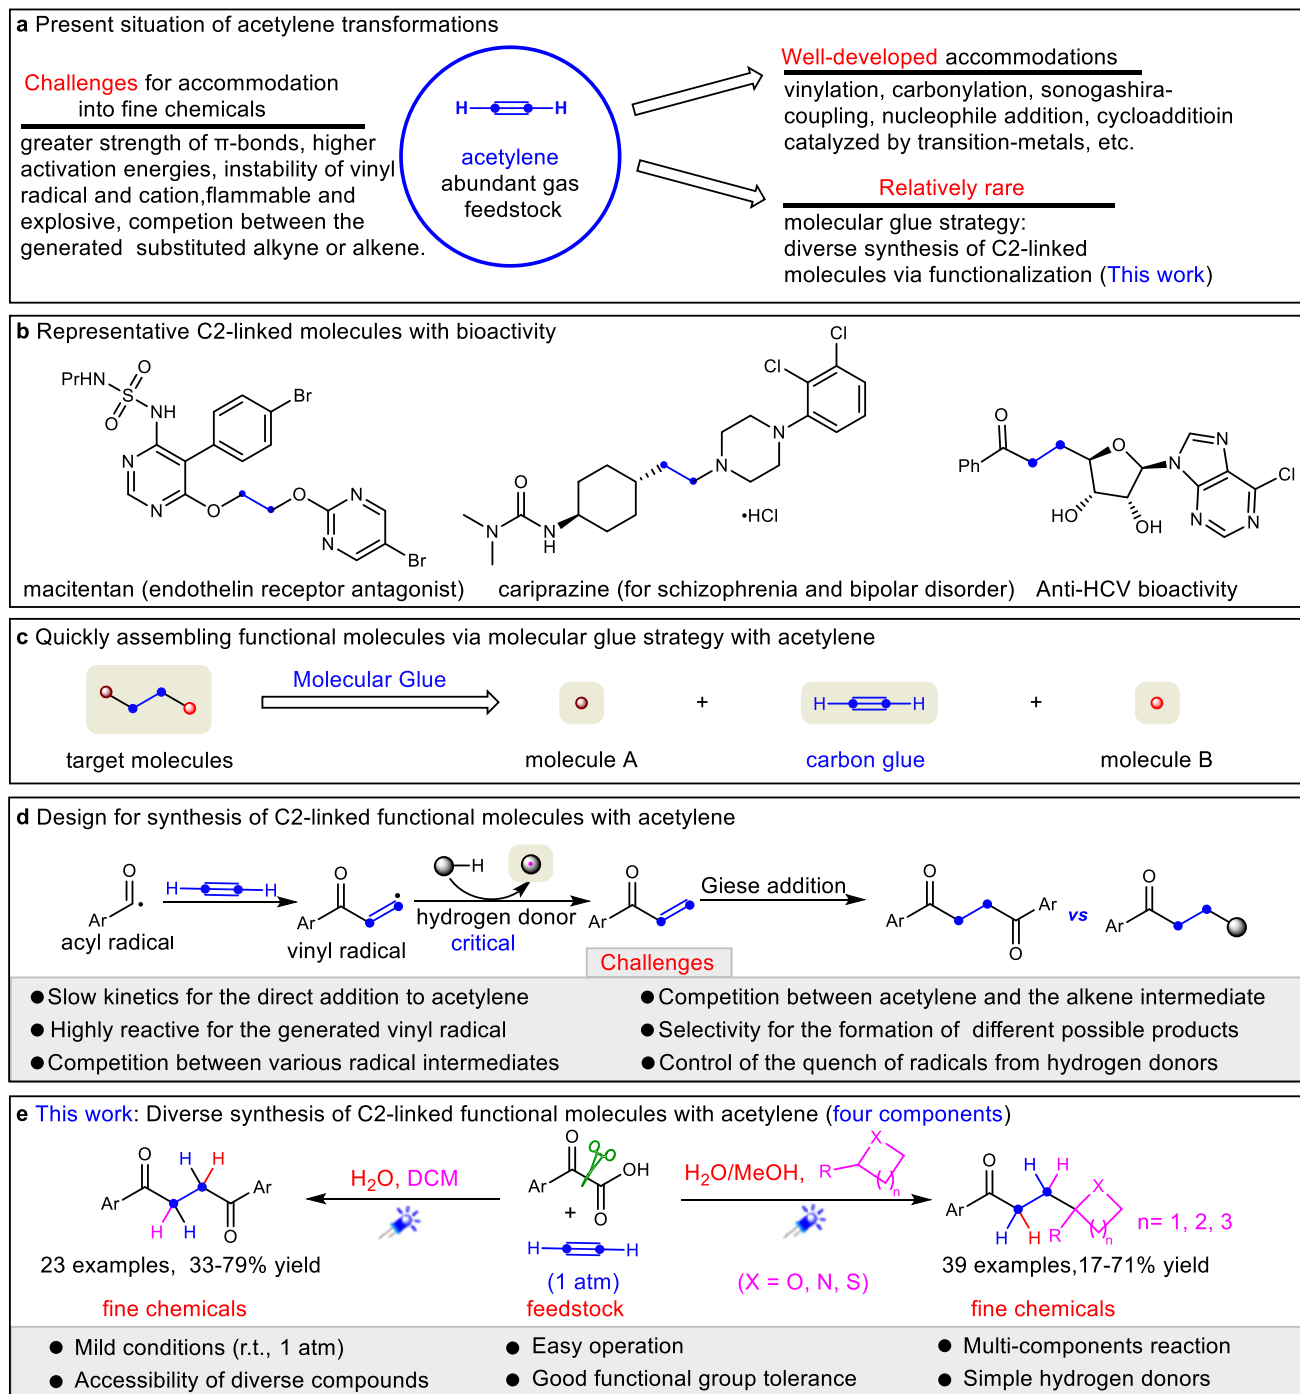 a Present situation of acetylene transformations
Challenges for accommodation
into fine chemicals
greater strength of π-bonds, higher
activation energies, instability of vinyl
radical and cation,flammable and
explosive, competion between the
generated substituted alkyne or alkene.
H H
acetylene
abundant gas
feedstock
Well-developed accommodations
vinylation, carbonylation, sonogashira-
coupling, nucleophile addition, cycloadditioin
catalyzed by transition-metals, etc.
Relatively rare
molecular glue strategy:
diverse synthesis of C2-linked
molecules via functionalization (This work)
b Representative C2-linked molecules with bioactivity
PrHN
O
S
O
NH
Br
N
N
O
O
N
N
Br
macitentan (endothelin receptor antagonist)
Cl
Cl
N
N
O
N
N
H
•HCl
cariprazine (for schizophrenia and bipolar disorder)
O
Ph
O
HO
OH
N
N
N
N
Cl
Anti-HCV bioactivity
c Quickly assembling functional molecules via molecular glue strategy with acetylene
Molecular Glue
+
H H
+
target molecules
molecule A
carbon glue
molecule B
d Design for synthesis of C2-linked functional molecules with acetylene
O
Ar
acyl radical
H H
O
Ar
vinyl radical
H
hydrogen donor
critical
O
Ar
Giese addition
O
Ar
Ar
O
vs
O
Ar
Challenges
● Slow kinetics for the direct addition to acetylene
● Highly reactive for the generated vinyl radical
● Competition between various radical intermediates
● Competition between acetylene and the alkene intermediate
● Selectivity for the formation of different possible products
● Control of the quench of radicals from hydrogen donors
e This work: Diverse synthesis of C2-linked functional molecules with acetylene (four components)
O
Ar
H H
H H
Ar
O
23 examples, 33-79% yield
fine chemicals
H2O, DCM
O
Ar
OH
O
+
H H
(1 atm)
feedstock
H2O/MeOH,
X
R
n
(X = O, N, S)
O
Ar
H
H H
X
R
n
n= 1, 2, 3
39 examples,17-71% yield
fine chemicals
● Mild conditions (r.t., 1 atm)
● Accessibility of diverse compounds
● Easy operation
● Good functional group tolerance
● Multi-components reaction
● Simple hydrogen donors